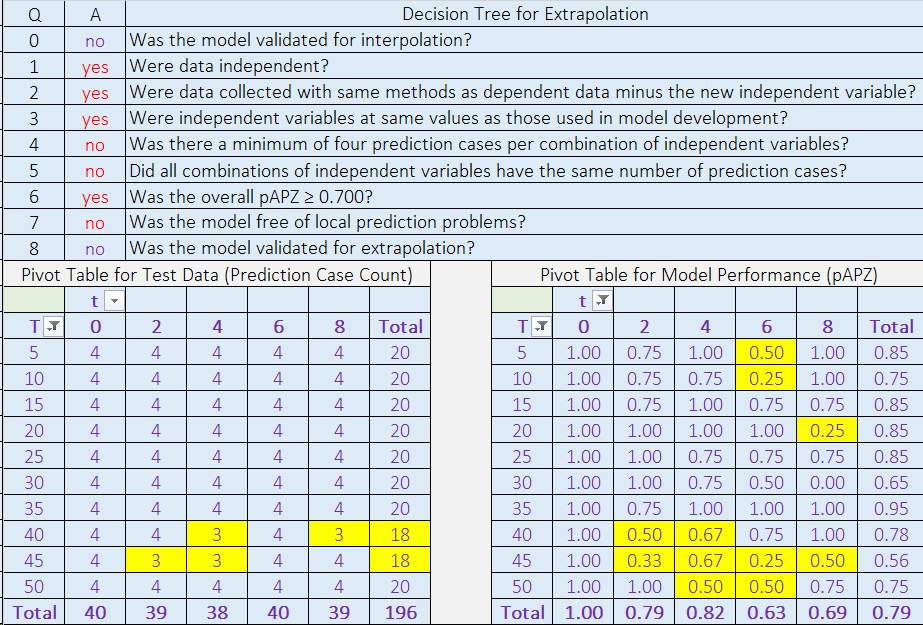 Q A Decision Tree for Extrapolation
0 no Was the model validated for interpolation?
1 yes Were data independent?
2 yes Were data collected with same methods as dependent data minus the new independent variable?
3 yes Were independent variables at same values as those used in model development?
4 no Was there a minimum of four prediction cases per combination of independent variables?
5 no Did all combinations of independent variables have the same number of prediction cases?
6 yes Was the overall pAPZ ≥ 0.700?
7 no Was the model free of local prediction problems?
8 no Was the model validated for extrapolation?
Pivot Table for Test Data (Prediction Case Count)
t
T 0 2 4 6 8 Total
5 4 4 4 4 4 20
10 4 4 4 4 4 20
15 4 4 4 4 4 20
20 4 4 4 4 4 20
25 4 4 4 4 4 20
30 4 4 4 4 4 20
35 4 4 4 4 4 20
40 4 4 3 4 3 18
45 4 3 3 4 4 18
50 4 4 4 4 4 20
Total 40 39 38 40 39 196
Pivot Table for Model Performance (pAPZ)
t
T 0 2 4 6 8 Total
5 1.00 0.75 1.00 0.50 1.00 0.85
10 1.00 0.75 0.75 0.25 1.00 0.75
15 1.00 0.75 1.00 0.75 0.75 0.85
20 1.00 1.00 1.00 1.00 0.25 0.85
25 1.00 1.00 0.75 0.75 0.75 0.85
30 1.00 1.00 0.75 0.50 0.00 0.65
35 1.00 0.75 1.00 1.00 1.00 0.95
40 1.00 0.50 0.67 0.75 1.00 0.78
45 1.00 0.33 0.67 0.25 0.50 0.56
50 1.00 1.00 0.50 0.50 0.75 0.75
Total 1.00 0.79 0.82 0.63 0.69 0.79